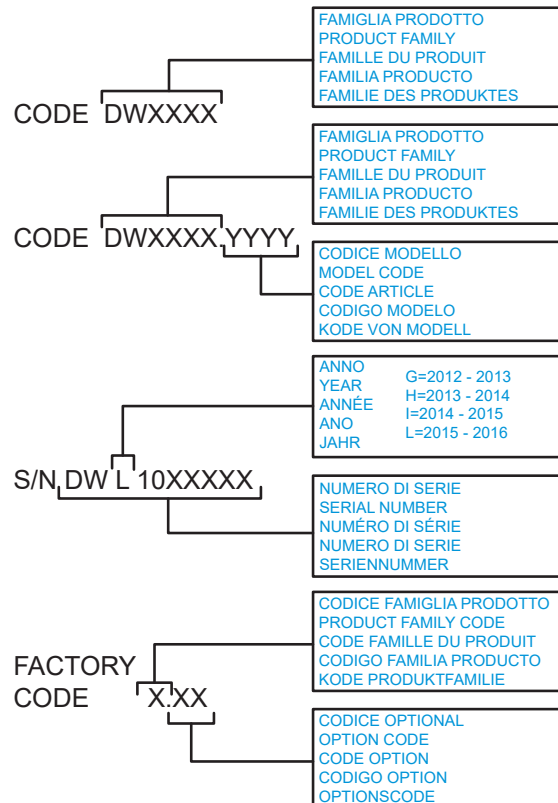 FAMIGLIA PRODOTTO
PRODUCT FAMILY
FAMILLE DU PRODUIT
FAMILIA PRODUCTO
FAMILIE DES PRODUKTES
CODE DWXXXX
FAMIGLIA PRODOTTO
PRODUCT FAMILY
FAMILLE DU PRODUIT
FAMILIA PRODUCTO
FAMILIE DES PRODUKTES
CODE DWXXXX.YYYY
CODICE MODELLO
MODEL CODE
CODE ARTICLE
CODIGO MODELO
KODE VON MODELL
ANNO
YEAR
ANNÉE
ANO
JAHR
G=2012 - 2013
H=2013 - 2014
I=2014 - 2015
L=2015 - 2016
S/N DW L 10XXXXX
NUMERO DI SERIE
SERIAL NUMBER
NUMÉRO DI SÉRIE
NUMERO DI SERIE
SERIENNUMMER
CODICE FAMIGLIA PRODOTTO
PRODUCT FAMILY CODE
CODE FAMILLE DU PRODUIT
CODIGO FAMILIA PRODUCTO
KODE PRODUKTFAMILIE
FACTORY
CODE X.XX
CODICE OPTIONAL
OPTION CODE
CODE OPTION
CODIGO OPTION
OPTIONSCODE